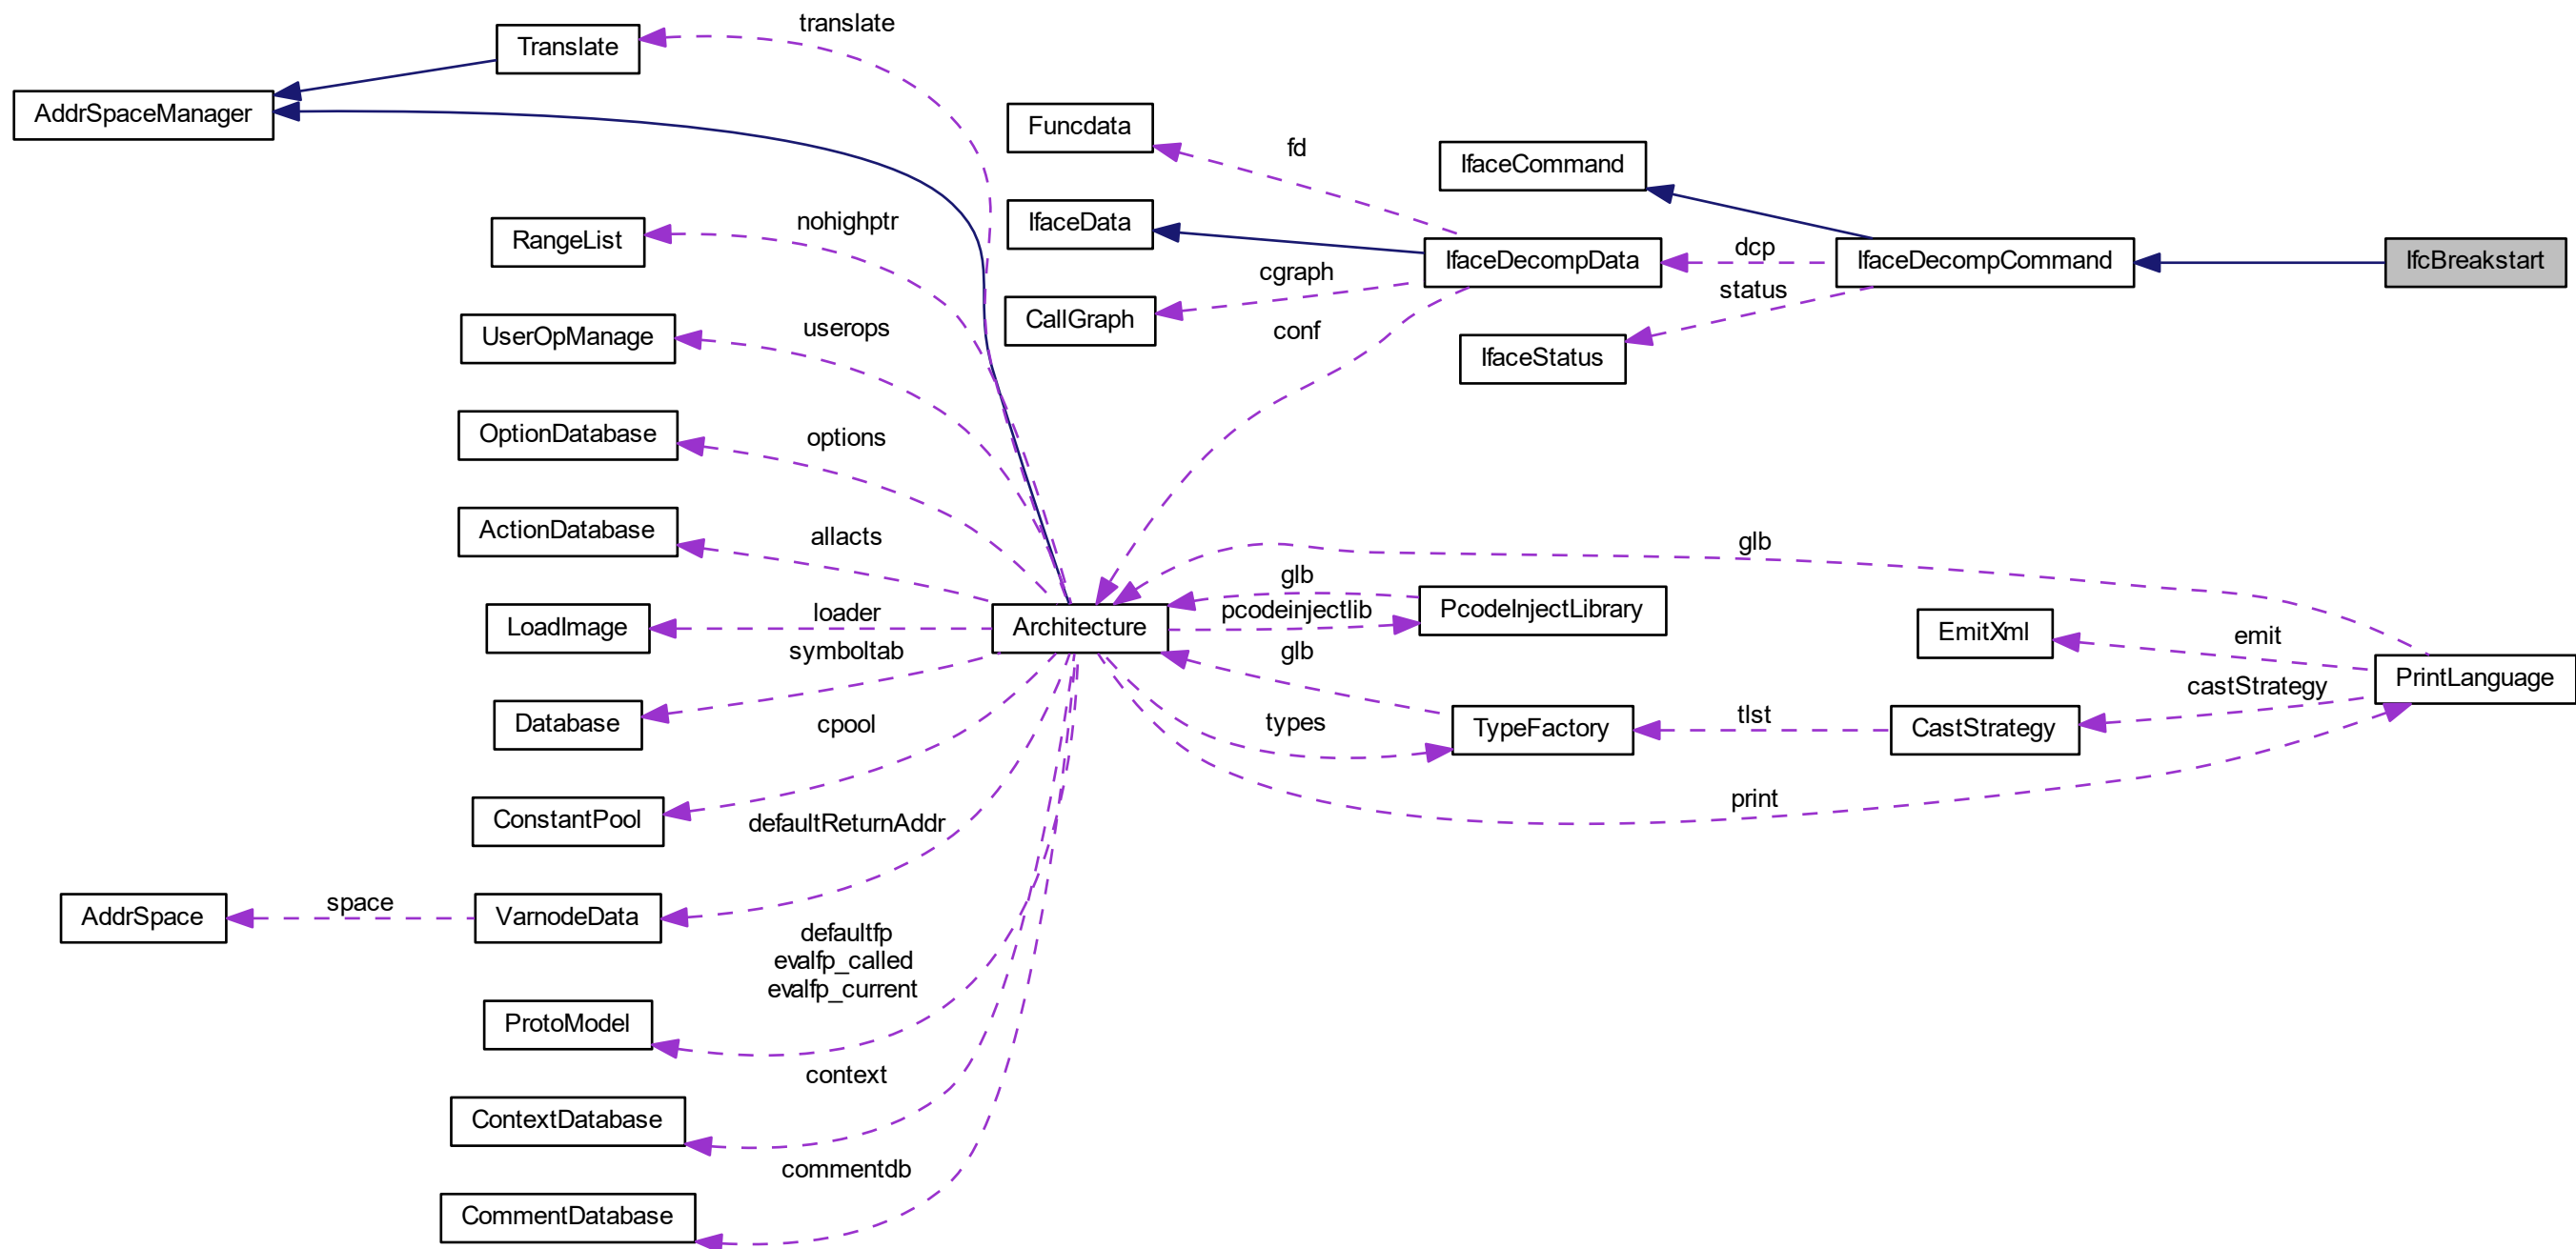 translate
Translate
AddrSpaceManager
Funcdata
fd
IfaceCommand
nohighptr
RangeList
IfaceData
cgraph
IfaceDecompData
dcp
IfaceDecompCommand
IfcBreakstart
status
userops
UserOpManage
CallGraph
conf
IfaceStatus
options
OptionDatabase
allacts
ActionDatabase
glb
glb
loader
LoadImage
Architecture
pcodeinjectlib
PcodeInjectLibrary
EmitXml
emit
symboltab
glb
PrintLanguage
castStrategy
Database
cpool
types
TypeFactory
tlst
CastStrategy
print
ConstantPool
defaultReturnAddr
AddrSpace
space
VarnodeData
defaultfp
evalfp_called
evalfp_current
ProtoModel
context
ContextDatabase
commentdb
CommentDatabase